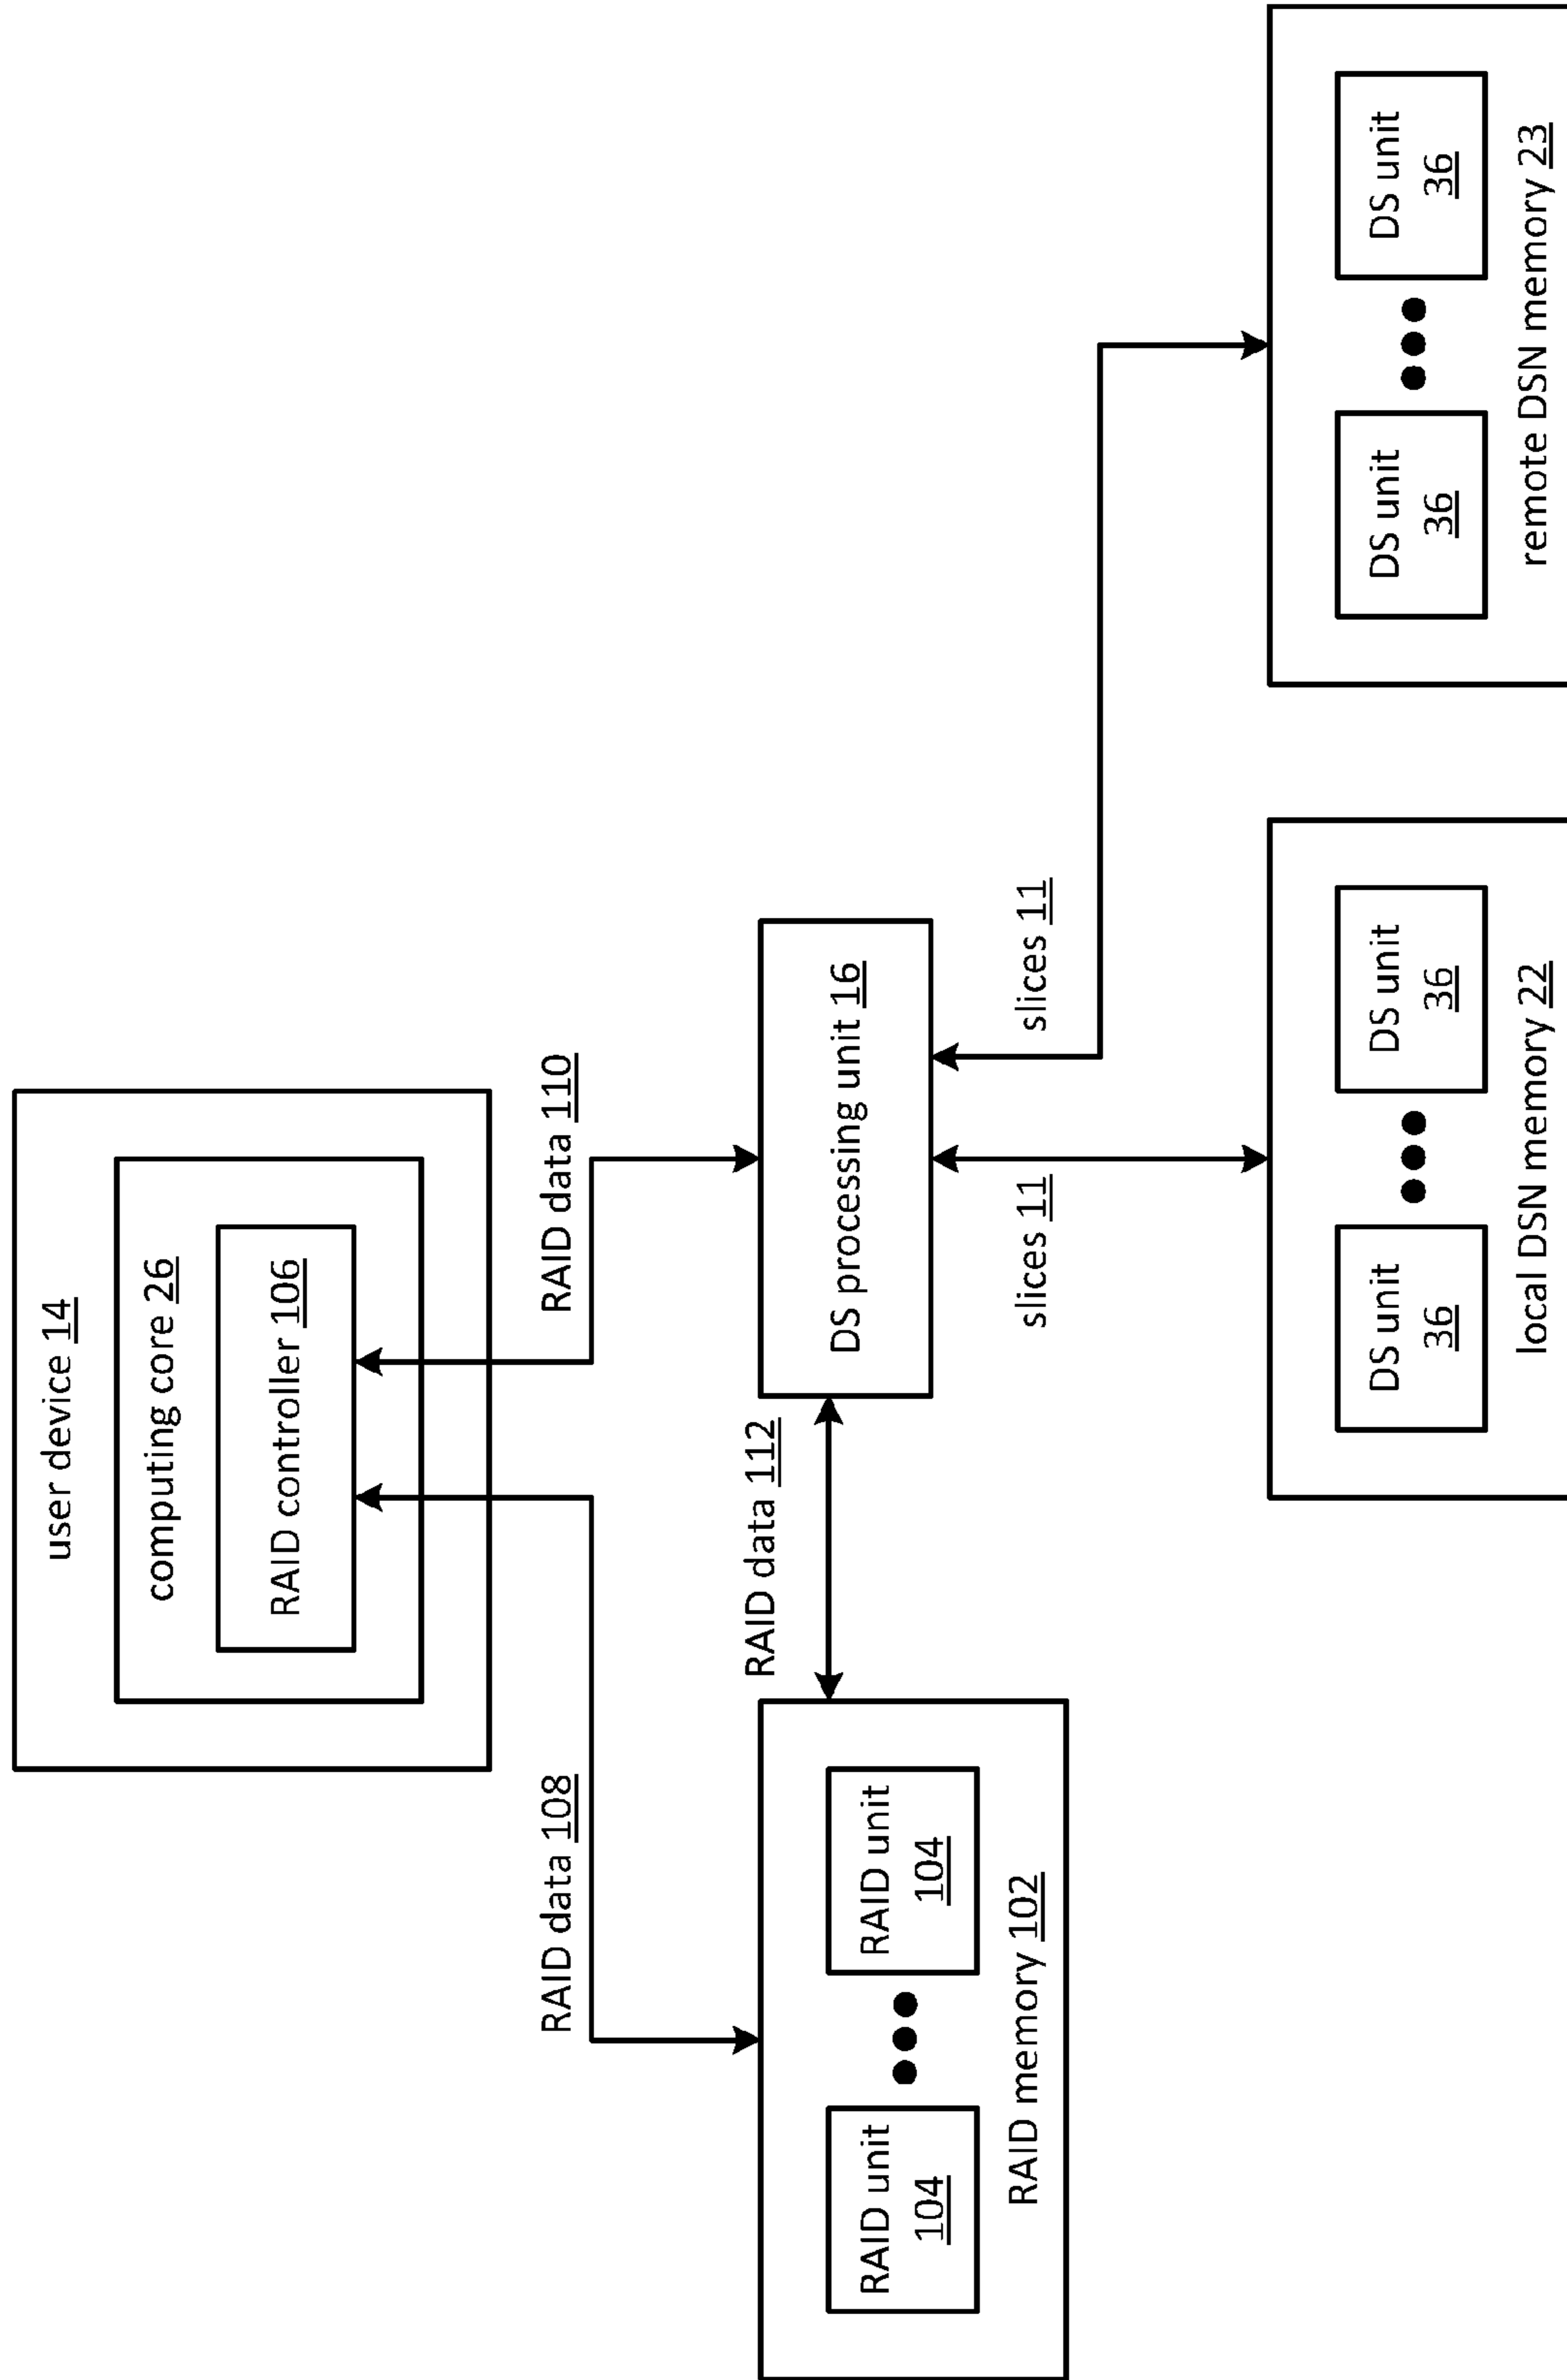 user device 14
computing core 26
RAID controller 106
RAID data 108
RAID data 110
RAID unit
104
RAID unit
104
RAID memory 102
RAID data 112
DS processing unit 16
slices 11
slices 11
DS unit
36
DS unit
36
local DSN memory 22
DS unit
36
DS unit
36
remote DSN memory 23